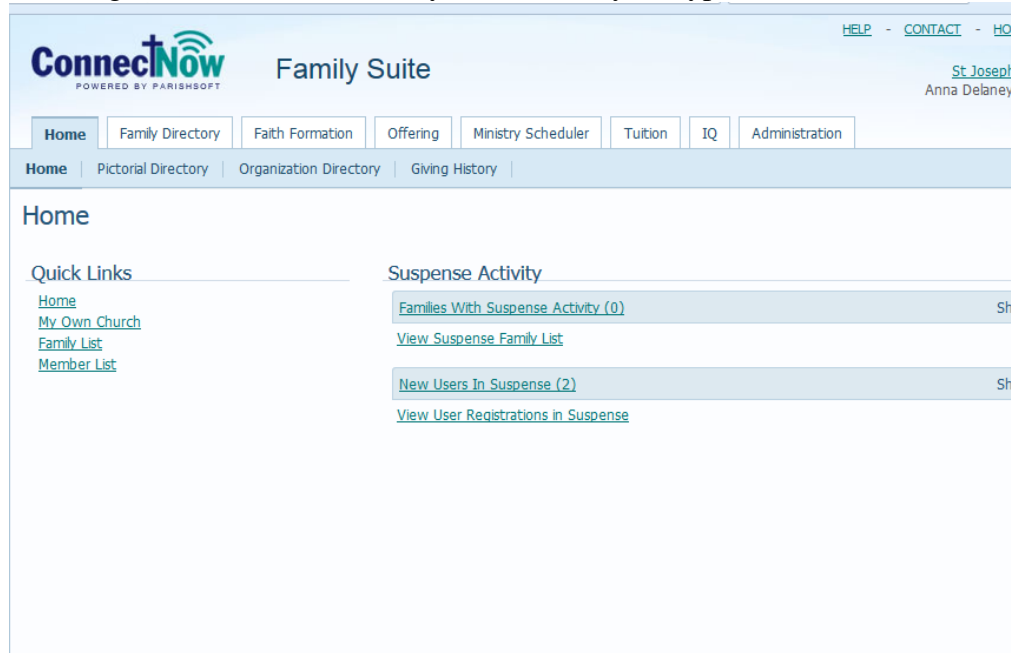 HELP - CONTACT - HO
ConnectNow
POWERED BY PARISHSOFT
Family Suite
St Joseph
Anna Delaney
Home Family Directory Faith Formation Offering Ministry Scheduler Tuition IQ Administration
Home Pictorial Directory Organization Directory Giving History
Home
Quick Links
Home
My Own Church
Family List
Member List
Suspense Activity
Families With Suspense Activity (0) Sh
View Suspense Family List
New Users In Suspense (2) Sh
View User Registrations in Suspense